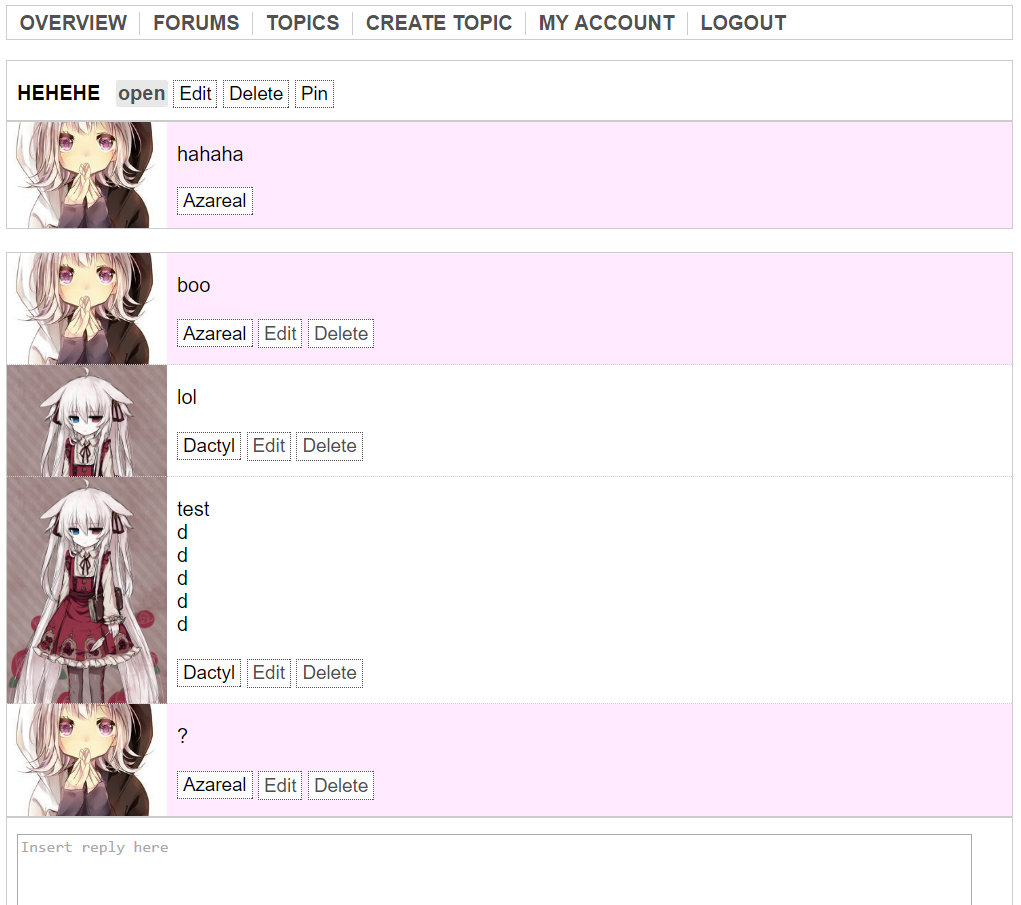 OVERVIEW FORUMS TOPICS CREATE TOPIC MY ACCOUNT LOGOUT
HEHEHE open Edit Delete Pin
hahaha
Azareal
boo
Azareal Edit Delete
lol
Dactyl Edit Delete
test
d
d
d
d
d
Dactyl Edit Delete
?
Azareal Edit Delete
Insert reply here